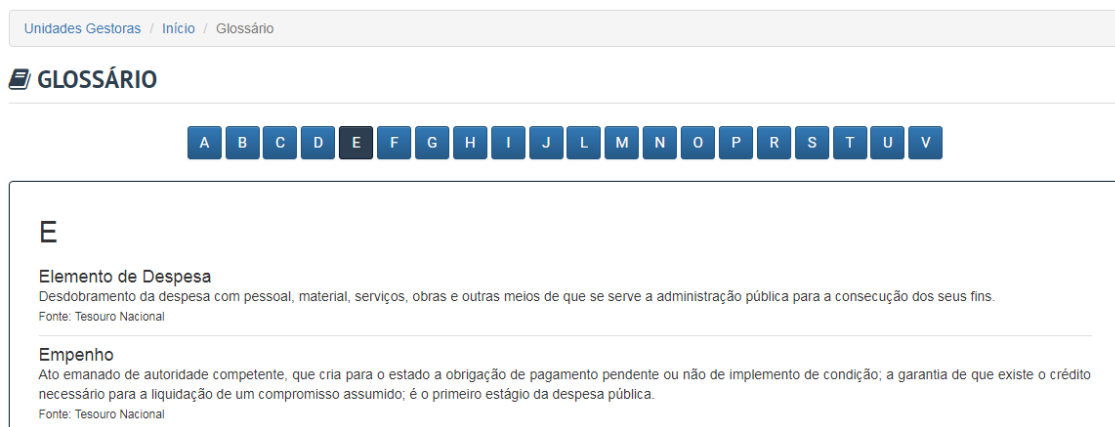 Unidades Gestoras / Início / Glossário
GLOSSÁRIO
A B C D E F G H I J L M N O P R S T U V
E
Elemento de Despesa
Desdobramento da despesa com pessoal, material, serviços, obras e outras meios de que se serve a administração pública para a consecução dos seus fins.
Fonte: Tesouro Nacional
Empenho
Ato emanado de autoridade competente, que cria para o estado a obrigação de pagamento pendente ou não de implemento de condição; a garantia de que existe o crédito
necessário para a liquidação de um compromisso assumido; é o primeiro estágio da despesa pública.
Fonte: Tesouro Nacional